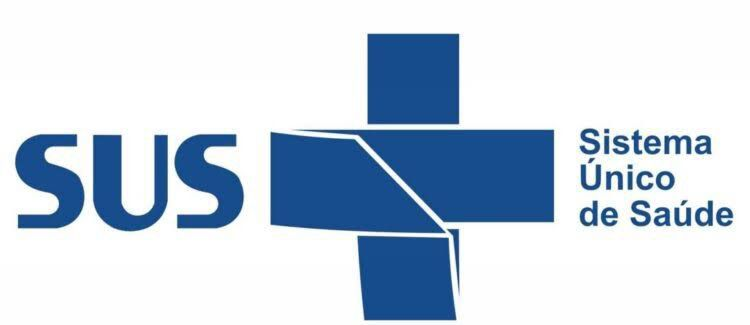 SUS
Sistema
Único
de Saúde